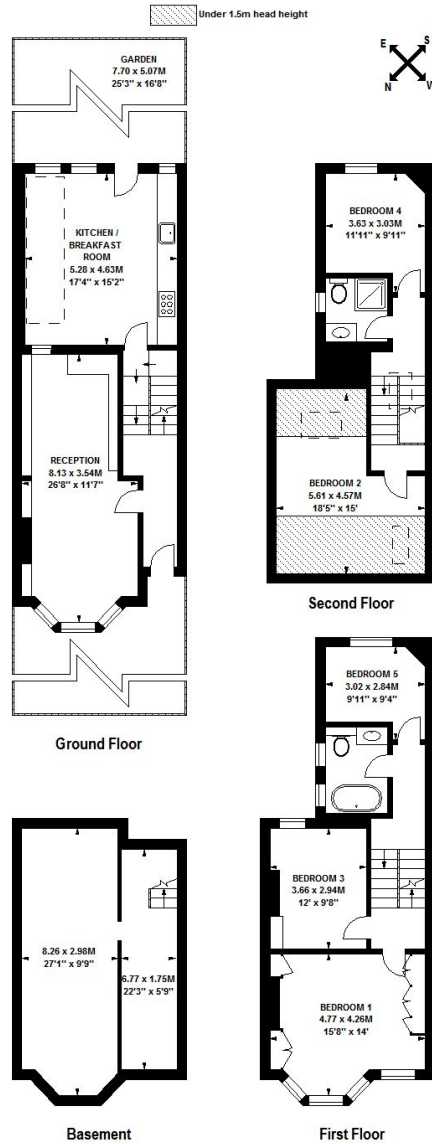 Under 1.5m head height
E
S
N
W
GARDEN
7.70 x 5.07M
25'3" x 16'8"
KITCHEN /
BREAKFAST
ROOM
5.28 x 4.63M
17'4" x 15'2"
RECEPTION
8.13 x 3.54M
26'8" x 11'7"
Ground Floor
BEDROOM 4
3.63 x 3.03M
11'11" x 9'11"
BEDROOM 2
5.61 x 4.57M
18'5" x 15'
Second Floor
8.26 x 2.98M
27'1" x 9'9"
6.77 x 1.75M
22'3" x 5'9"
Basement
BEDROOM 5
3.02 x 2.84M
9'11" x 9'4"
BEDROOM 3
3.66 x 2.94M
12' x 9'8"
BEDROOM 1
4.77 x 4.26M
15'8" x 14'
First Floor